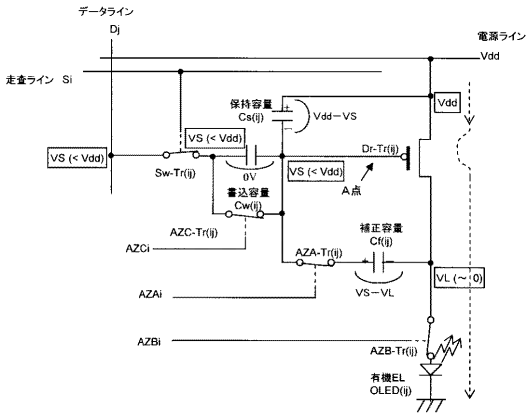 データライン
Dj
電源ライン
Vdd
走査ライン Si
保持容量
Cs(ij)
+
−
Vdd−VS
Vdd
VS (< Vdd)
VS (< Vdd)
Sw-Tr(ij)
0V
VS (< Vdd)
Dr-Tr(ij)
A点
書込容量
Cw(ij)
AZC-Tr(ij)
AZCi
補正容量
Cf(ij)
AZA-Tr(ij)
+
−
VS−VL
VL (～ 0)
AZAi
AZBi
AZB-Tr(ij)
有機EL
OLED(ij)